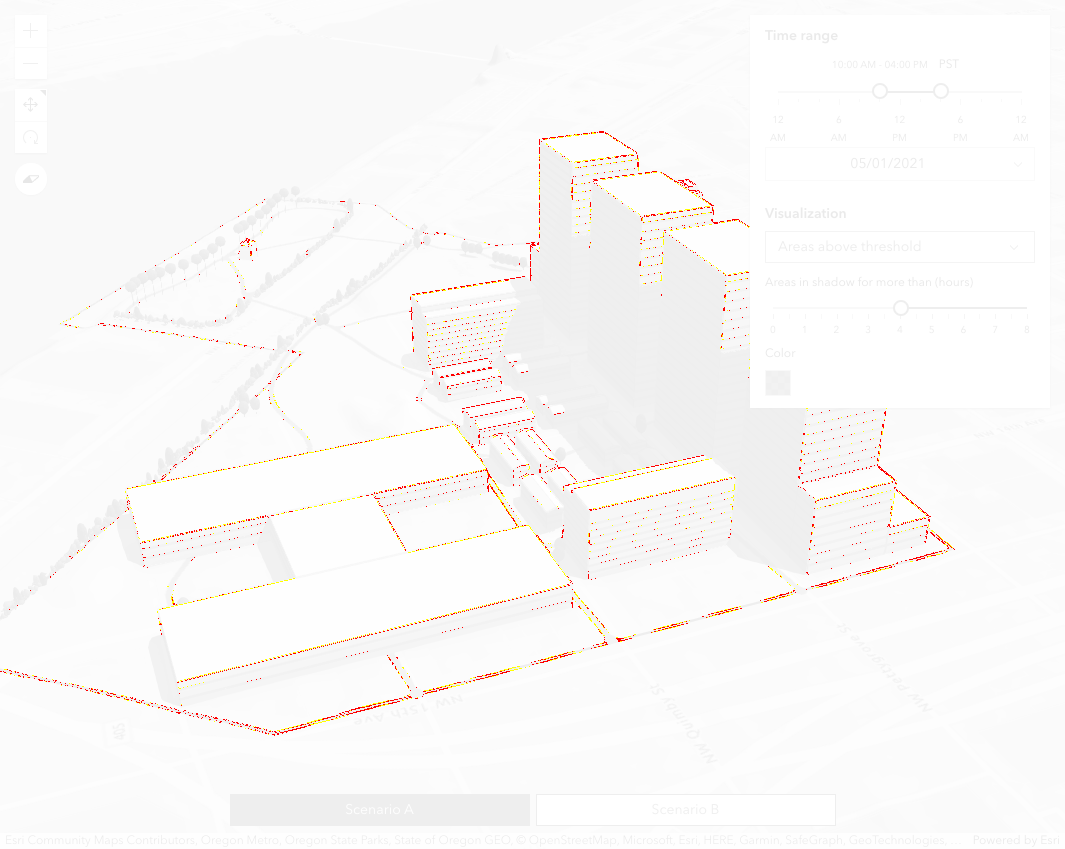 Time range
10:00 AM - 04:00 PM PST
12 6 12 6 12
AM AM PM PM AM
05/01/2021
Visualization
Areas above threshold
Areas in shadow for more than (hours)
0 1 2 3 4 5 6 7 8
Color
NW Pettygrove S
NW Quimby S
NW 15th Ave
Scenario A
Scenario B
Esri Community Maps Contributors, Oregon Metro, Oregon State Parks, State of Oregon GEO, © OpenStreetMap, Microsoft, Esri, HERE, Garmin, SafeGraph, GeoTechnologies,
Powered by Esri